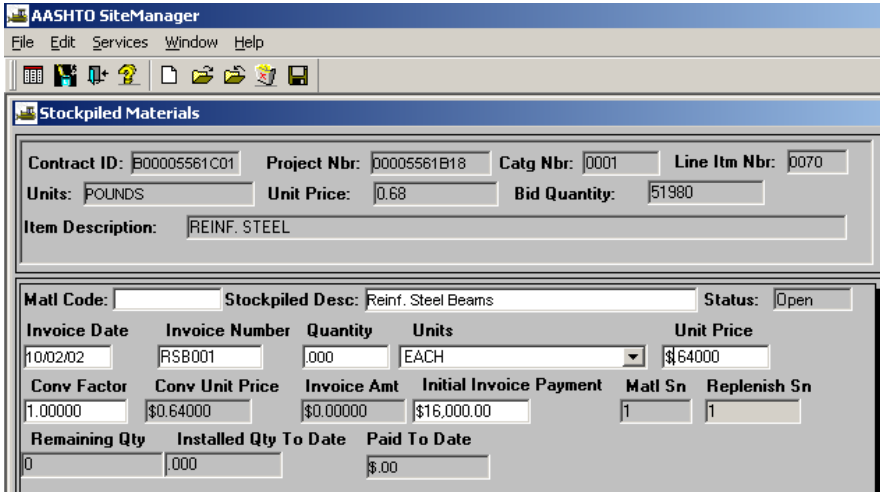 AASHTO SiteManager
File Edit Services Window Help
Stockpiled Materials
Contract ID: B00005561C01 Project Nbr: 00005561B18 Catg Nbr: 0001 Line Itm Nbr: 0070
Units: POUNDS Unit Price: 0.68 Bid Quantity: 51980
Item Description: REINF. STEEL
Matl Code: Stockpiled Desc: Reinf. Steel Beams Status: Open
Invoice Date Invoice Number Quantity Units Unit Price
10/02/02 RSB001 .000 EACH $.64000
Conv Factor Conv Unit Price Invoice Amt Initial Invoice Payment Matl Sn Replenish Sn
1.00000 $0.64000 $0.00000 $16,000.00 1 1
Remaining Qty Installed Qty To Date Paid To Date
0 .000 $.00